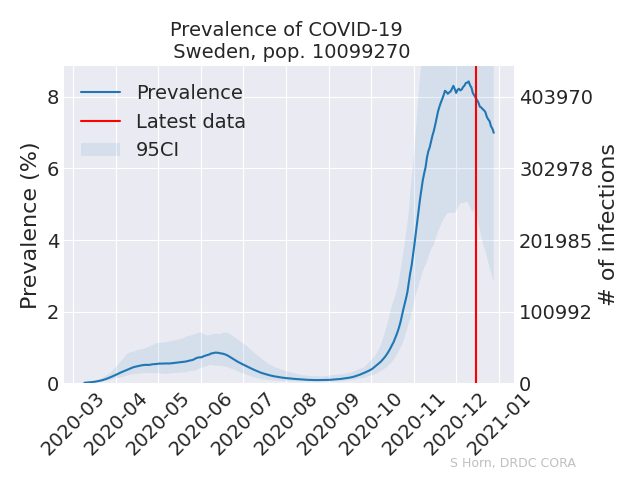 Prevalence of COVID-19
Sweden, pop. 10099270
Prevalence
Latest data
95CI
Prevalence (%)
8
6
4
2
0
403970
302978
201985
100992
0
# of infections
2020-03
2020-04
2020-05
2020-06
2020-07
2020-08
2020-09
2020-10
2020-11
2020-12
2021-01
S Horn, DRDC CORA